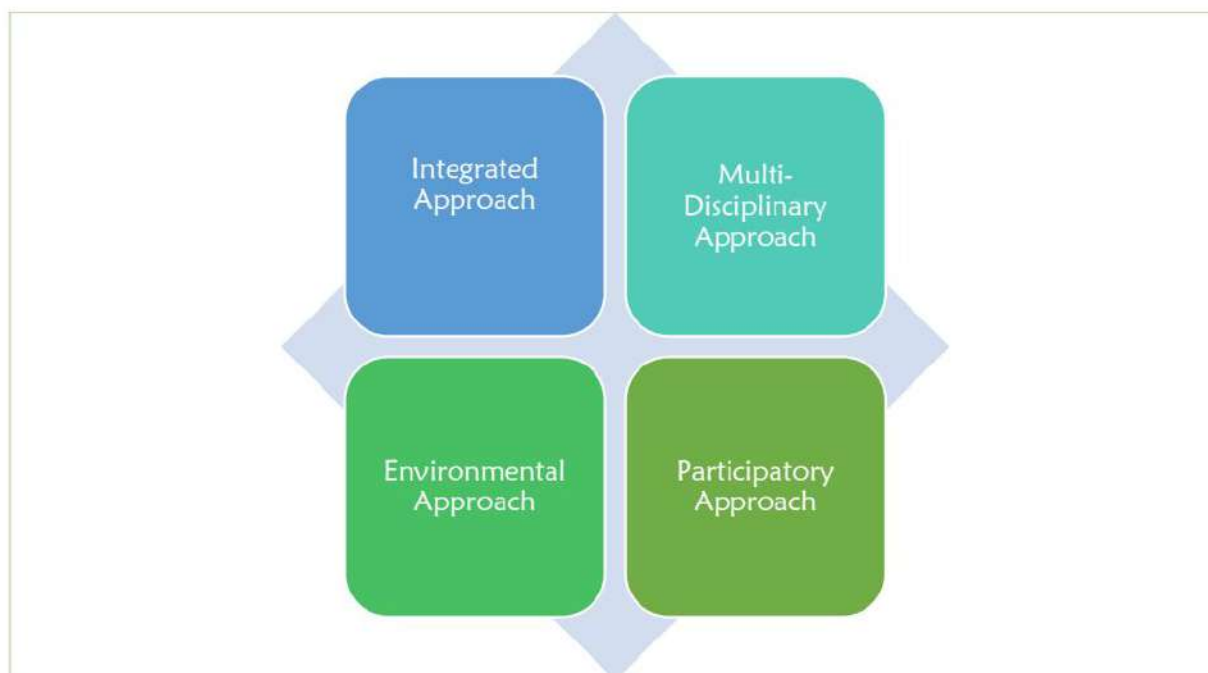 Integrated
Approach
Multi-
Disciplinary
Approach
Environmental
Approach
Participatory
Approach